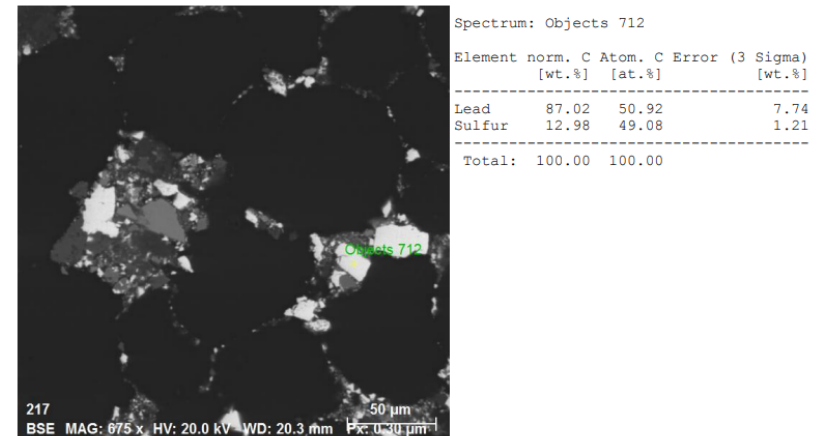 Spectrum: Objects 712
Element norm. C Atom. C Error (3 Sigma)
[wt.%] [at.%] [wt.%]
Lead 87.02 50.92 7.74
Sulfur 12.98 49.08 1.21
Total: 100.00 100.00
Objects 712
217
50 µm
BSE MAG: 675 x HV: 20.0 kV WD: 20.3 mm Px: 0.30 µm